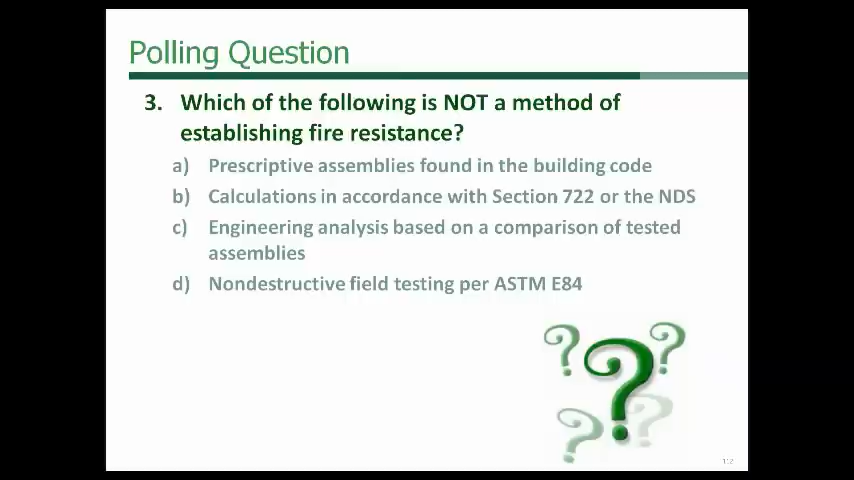 Polling Question
3. Which of the following is NOT a method of
establishing fire resistance?
a) Prescriptive assemblies found in the building code
b) Calculations in accordance with Section 722 or the NDS
c) Engineering analysis based on a comparison of tested
assemblies
d) Nondestructive field testing per ASTM E84